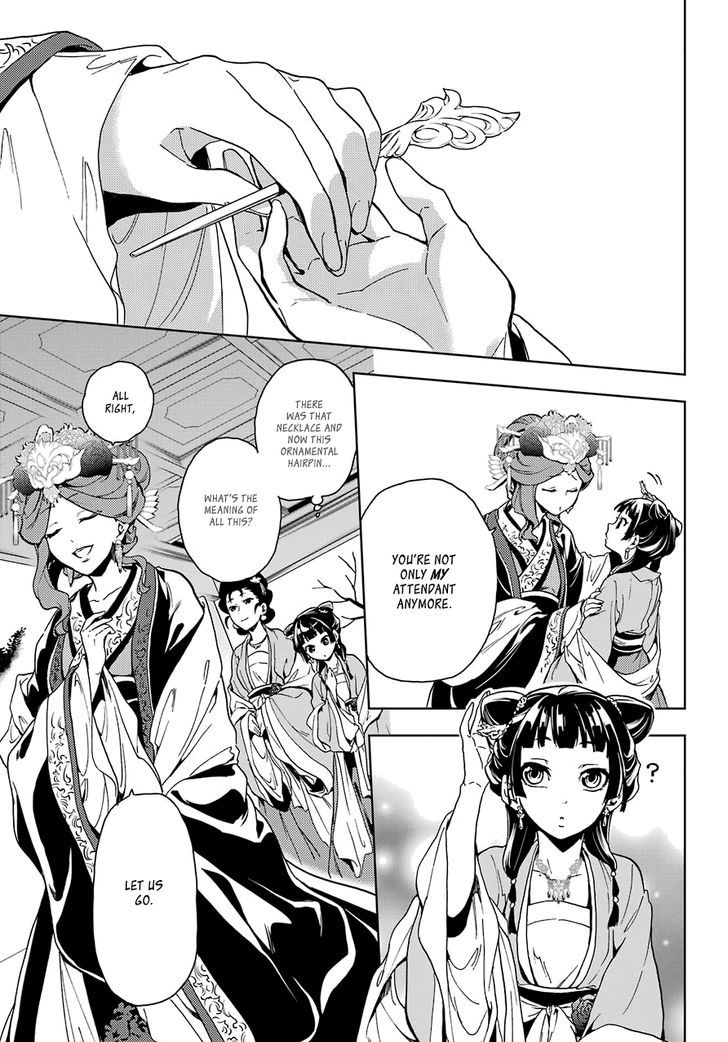 YOU'RE NOT
ONLY MY
ATTENDANT
ANYMORE.
?
THERE
WAS THAT
NECKLACE AND
NOW THIS
ORNAMENTAL
HAIRPIN...
WHAT'S THE
MEANING OF
ALL THIS?
ALL
RIGHT,
LET US
GO.